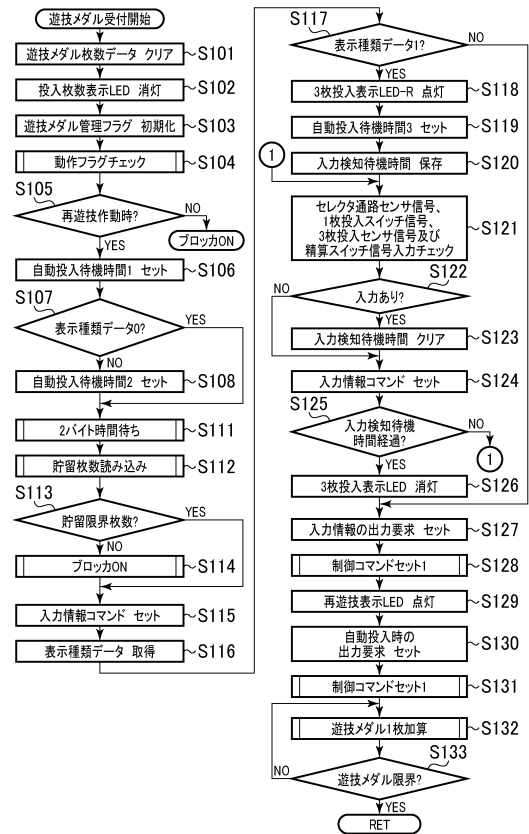 遊技メダル受付開始
遊技メダル枚数データ クリア
S101
投入枚数表示LED 消灯
S102
遊技メダル管理フラグ 初期化
S103
動作フラグチェック
S104
S105
再遊技作動時?
NO
ブロッカON
YES
自動投入待機時間1 セット
S106
S107
表示種類データ0?
YES
NO
自動投入待機時間2 セット
S108
2バイト時間待ち
S111
貯留枚数読み込み
S112
S113
貯留限界枚数?
YES
NO
ブロッカON
S114
入力情報コマンド セット
S115
表示種類データ 取得
S116
S117
表示種類データ1?
NO
YES
3枚投入表示LED-R 点灯
S118
自動投入待機時間3 セット
S119
1
入力検知待機時間 保存
S120
セレクタ通路センサ信号、
1枚投入スイッチ信号、
3枚投入センサ信号及び
精算スイッチ信号入力チェック
S121
S122
入力あり?
NO
YES
入力検知待機時間 クリア
S123
入力情報コマンド セット
S124
S125
入力検知待機
時間経過?
NO
1
YES
3枚投入表示LED 消灯
S126
入力情報の出力要求 セット
S127
制御コマンドセット1
S128
再遊技表示LED 点灯
S129
自動投入時の
出力要求 セット
S130
制御コマンドセット1
S131
遊技メダル1枚加算
S132
S133
遊技メダル限界?
NO
YES
RET